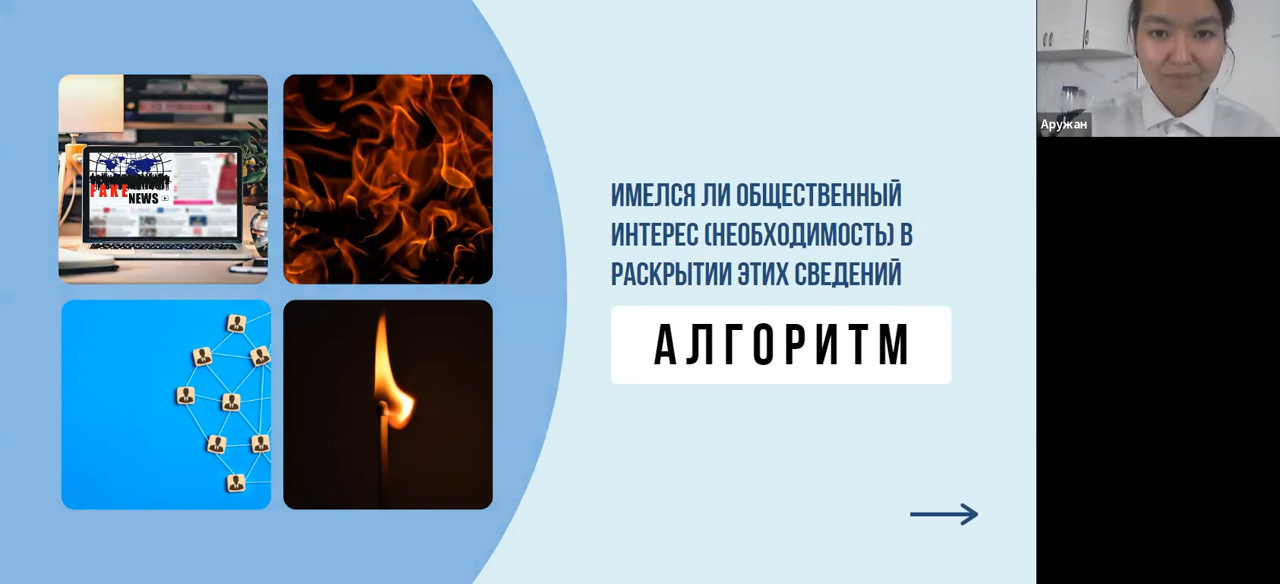 FAKE
NEWS
ИМЕЛСЯ ЛИ ОБЩЕСТВЕННЫЙ
ИНТЕРЕС (НЕОБХОДИМОСТЬ) В
РАСКРЫТИИ ЭТИХ СВЕДЕНИЙ
АЛГОРИТМ
Аружан